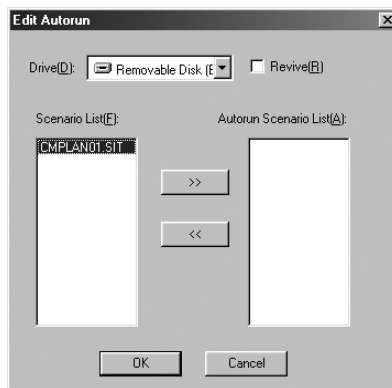 Edit Autorun
Drive(D): Removable Disk (E Revive(R)
Scenario List(F): Autorun Scenario List(A):
CMPLAN01.SIT
>>
<<
OK Cancel